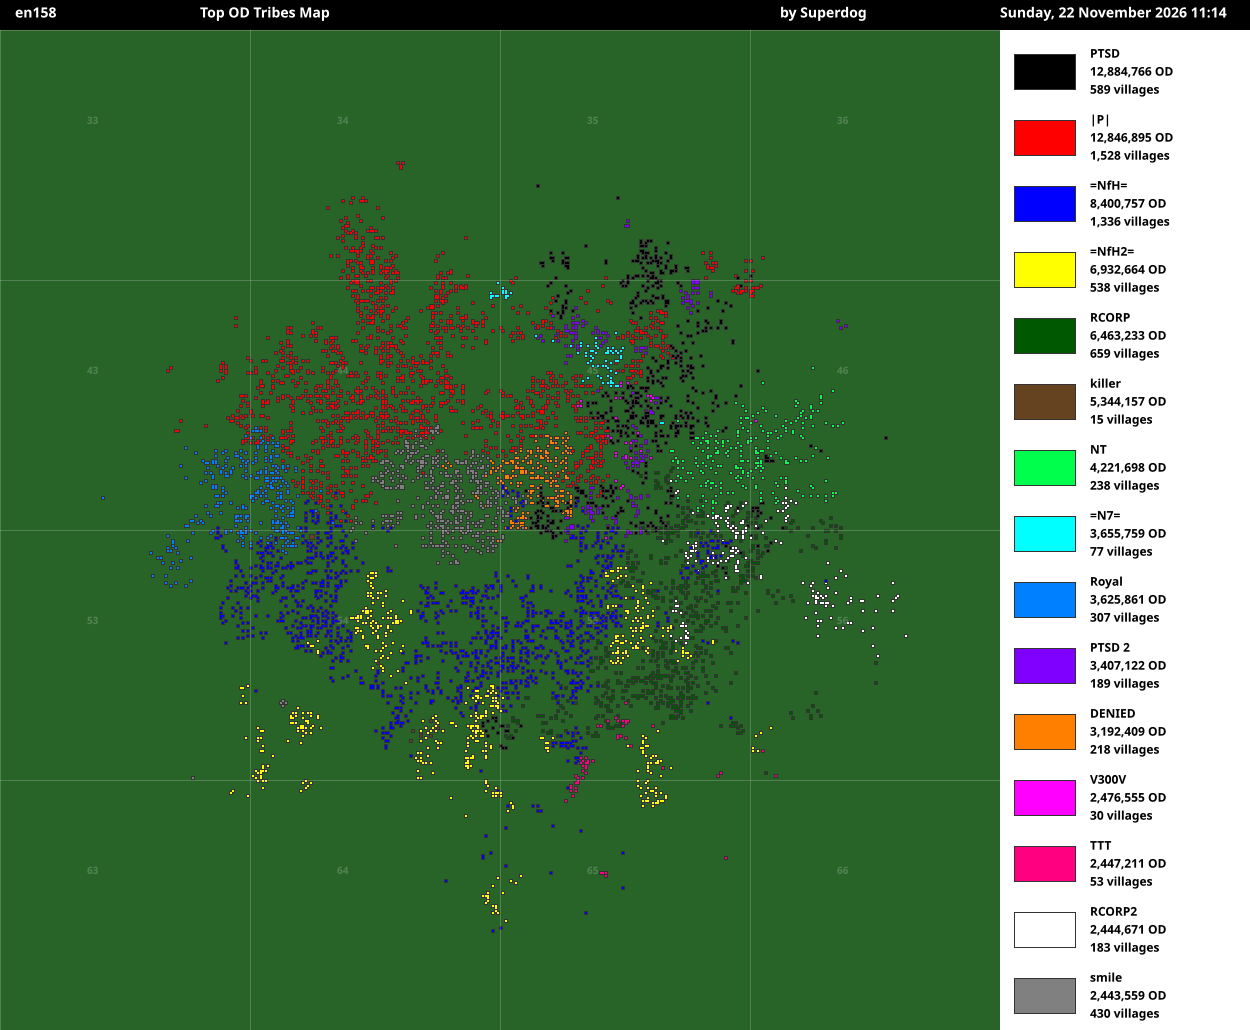 en158 Top OD Tribes Map by Superdog Sunday, 22 November 2026 11:14
PTSD
12,884,766 OD
589 villages
33 34 35 36
|P|
12,846,895 OD
1,528 villages
=NfH=
8,400,757 OD
1,336 villages
=NfH2=
6,932,664 OD
538 villages
RCORP
6,463,233 OD
659 villages
43 44 45 46
killer
5,344,157 OD
15 villages
NT
4,221,698 OD
238 villages
=N7=
3,655,759 OD
77 villages
Royal
3,625,861 OD
307 villages
53 54
PTSD 2
3,407,122 OD
189 villages
DENIED
3,192,409 OD
218 villages
V300V
2,476,555 OD
30 villages
TTT
2,447,211 OD
53 villages
63 64 65 66
RCORP2
2,444,671 OD
183 villages
smile
2,443,559 OD
430 villages